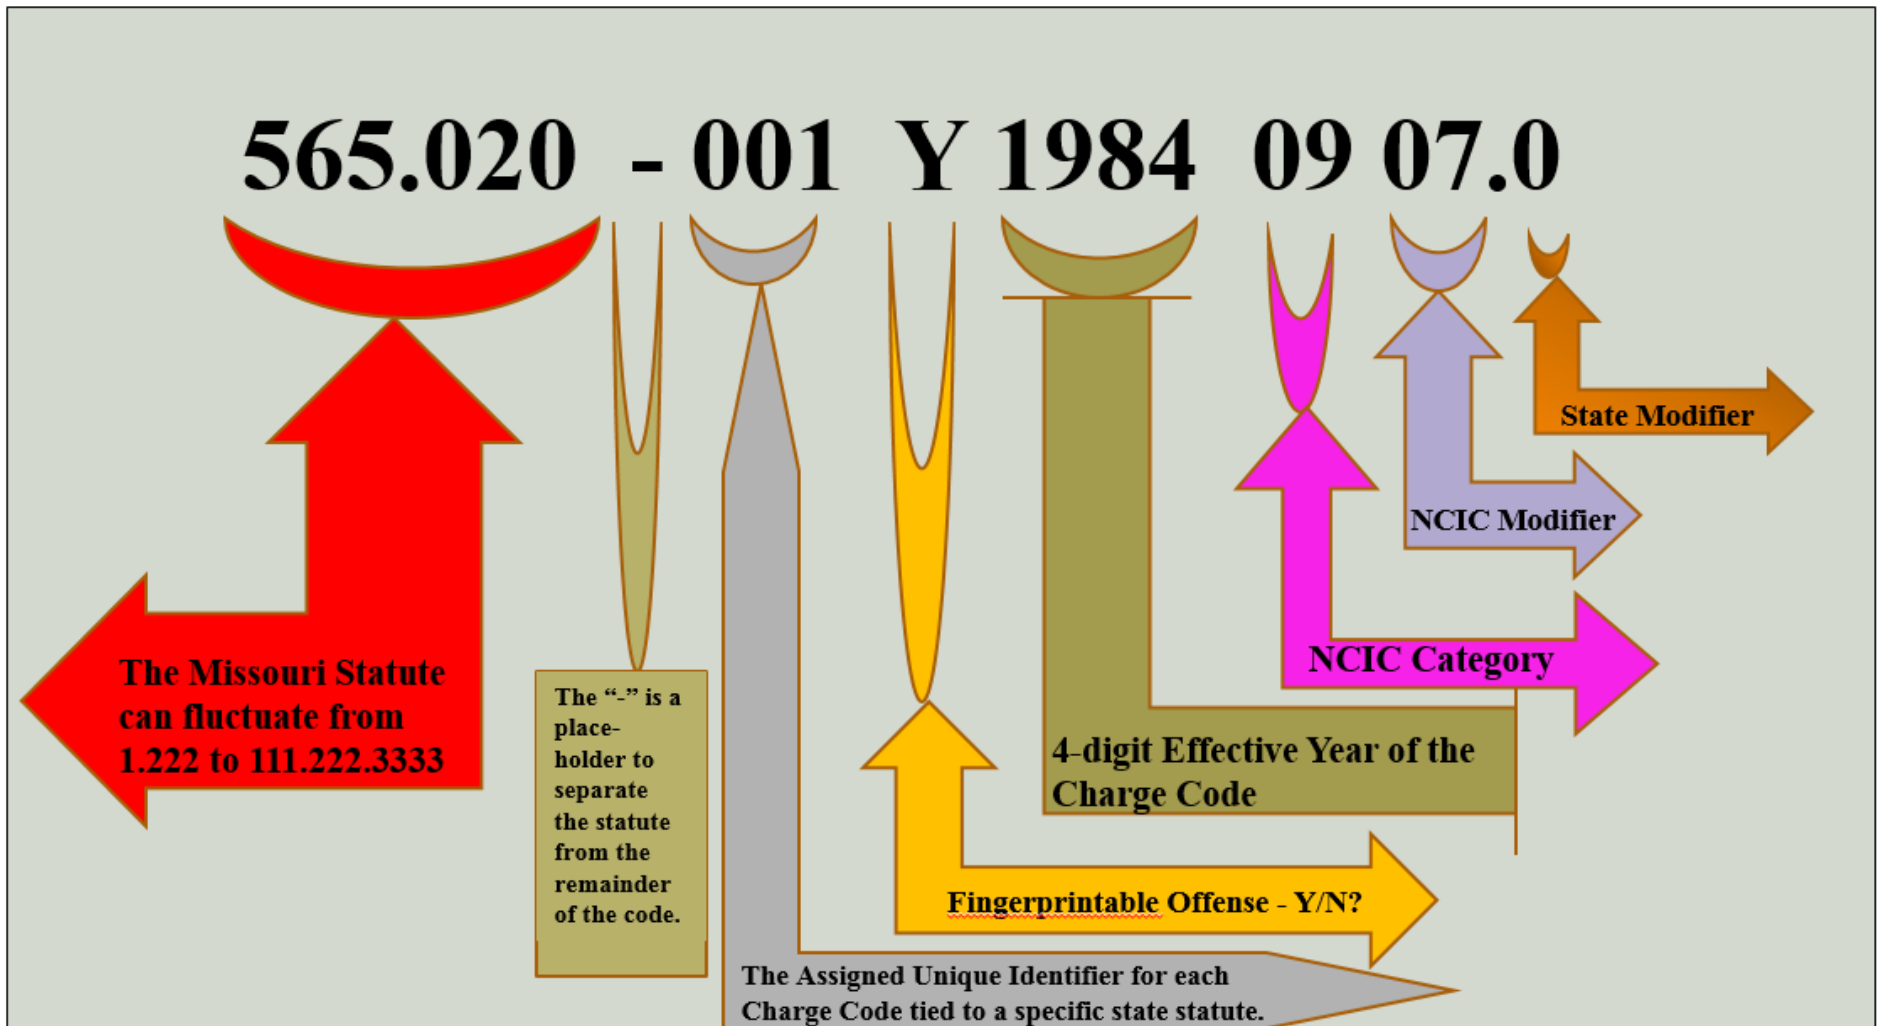 565.020 - 001 Y 1984 09 07.0
State Modifier
NCIC Modifier
NCIC Category
The Missouri Statute
can fluctuate from
1.222 to 111.222.3333
The “-” is a
place-
holder to
separate
the statute
from the
remainder
of the code.
4-digit Effective Year of the
Charge Code
Fingerprintable Offense - Y/N?
The Assigned Unique Identifier for each
Charge Code tied to a specific state statute.